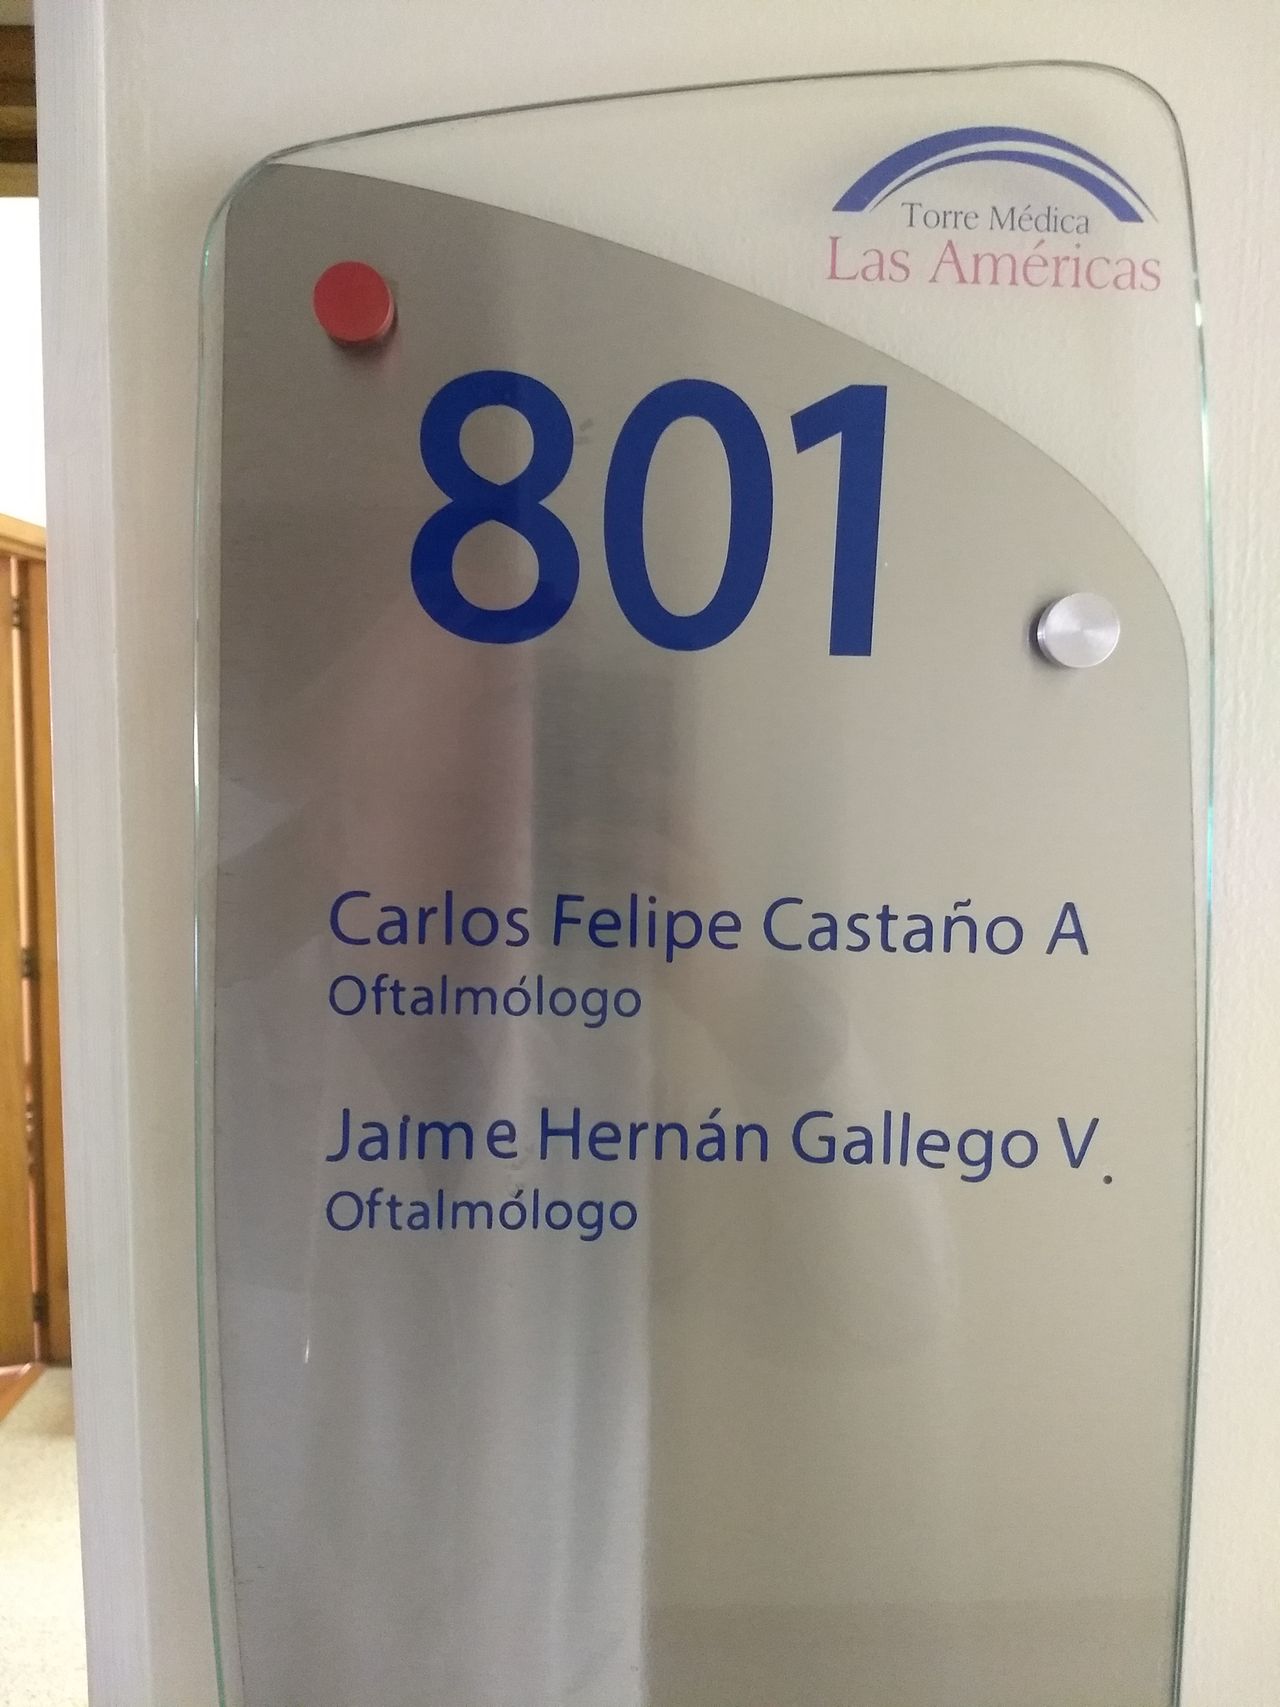 Torre Médica
Las Américas
801
Carlos Felipe Castaño A
Oftalmólogo
Jaime Hernán Gallego V.
Oftalmólogo